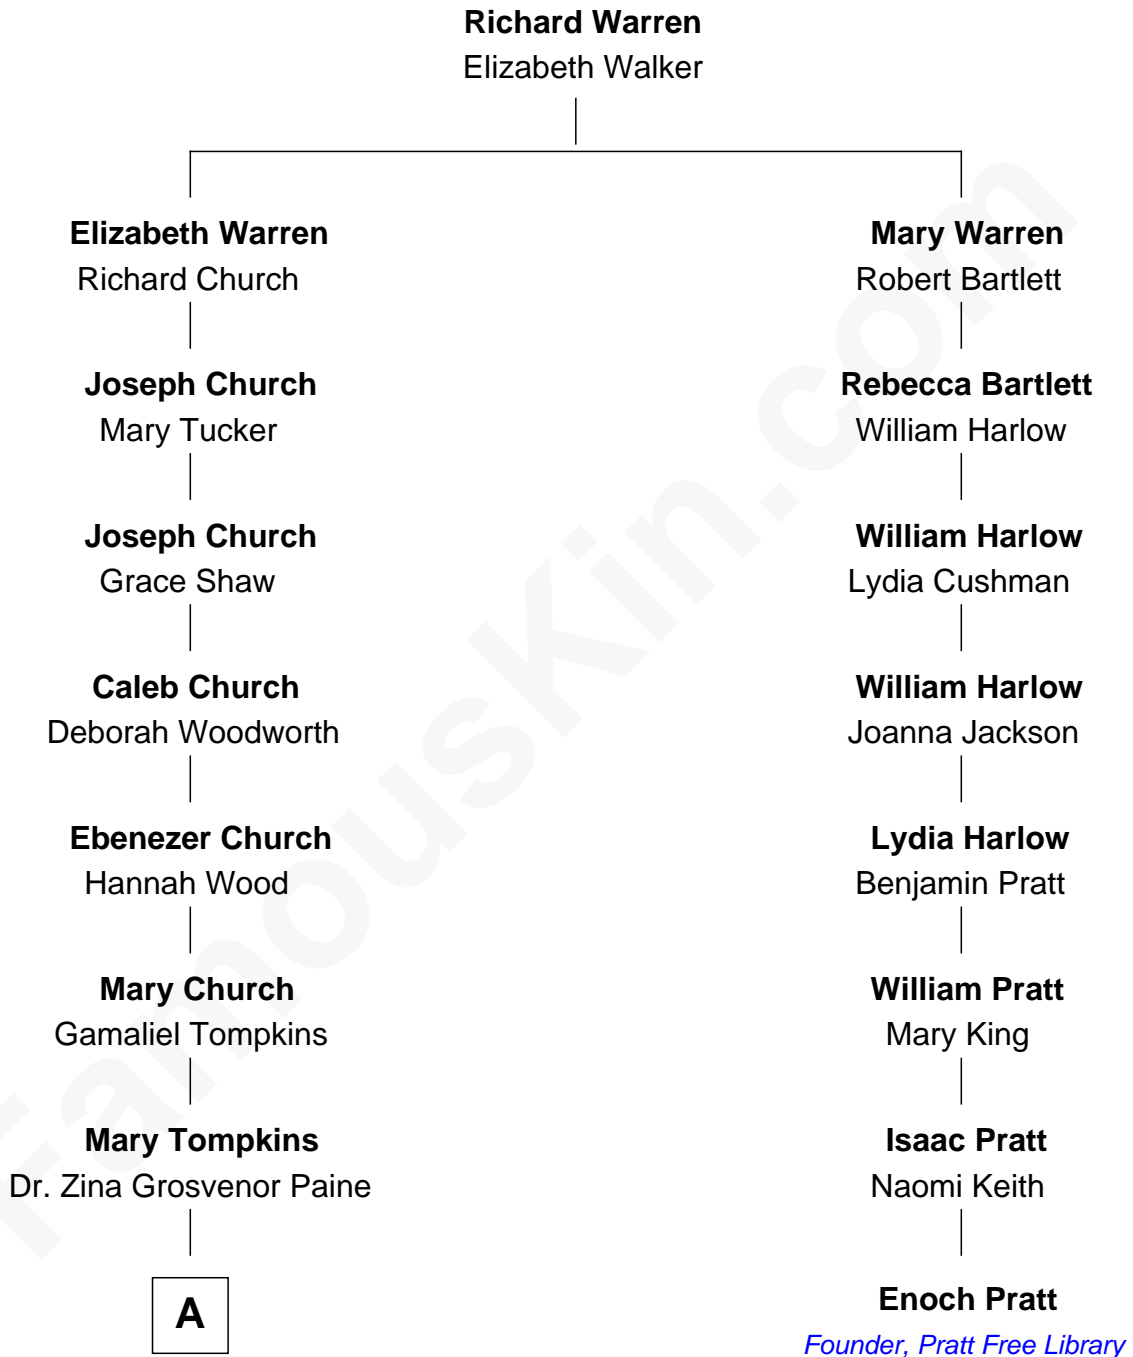 Richard Warren
Elizabeth Walker
Elizabeth Warren
Richard Church
Mary Warren
Robert Bartlett
Joseph Church
Mary Tucker
Rebecca Bartlett
William Harlow
Joseph Church
Grace Shaw
William Harlow
Lydia Cushman
Caleb Church
Deborah Woodworth
William Harlow
Joanna Jackson
Ebenezer Church
Hannah Wood
Lydia Harlow
Benjamin Pratt
Mary Church
Gamaliel Tompkins
William Pratt
Mary King
Mary Tompkins
Dr. Zina Grosvenor Paine
Isaac Pratt
Naomi Keith
A
Enoch Pratt
Founder, Pratt Free Library
FamousKin.com